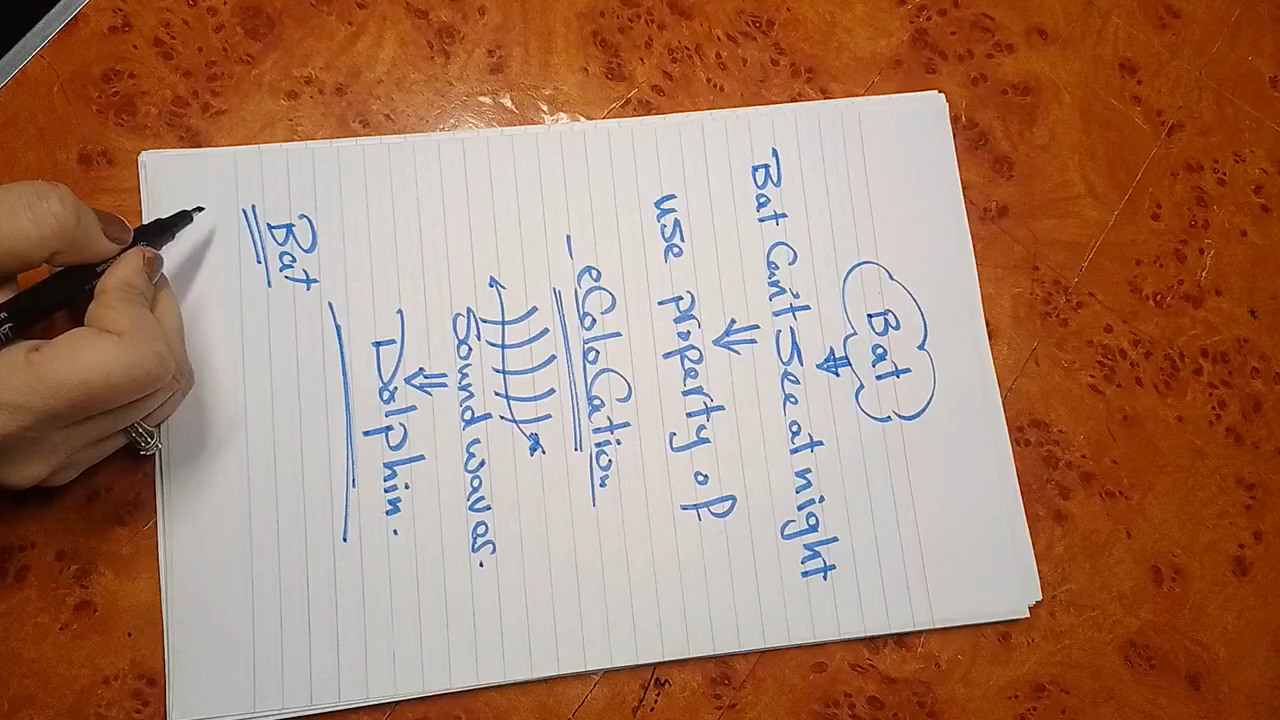 Bat
Bat Can't See at night
use property of
- eColoCation
Sound waves.
Dolphin.
Bat